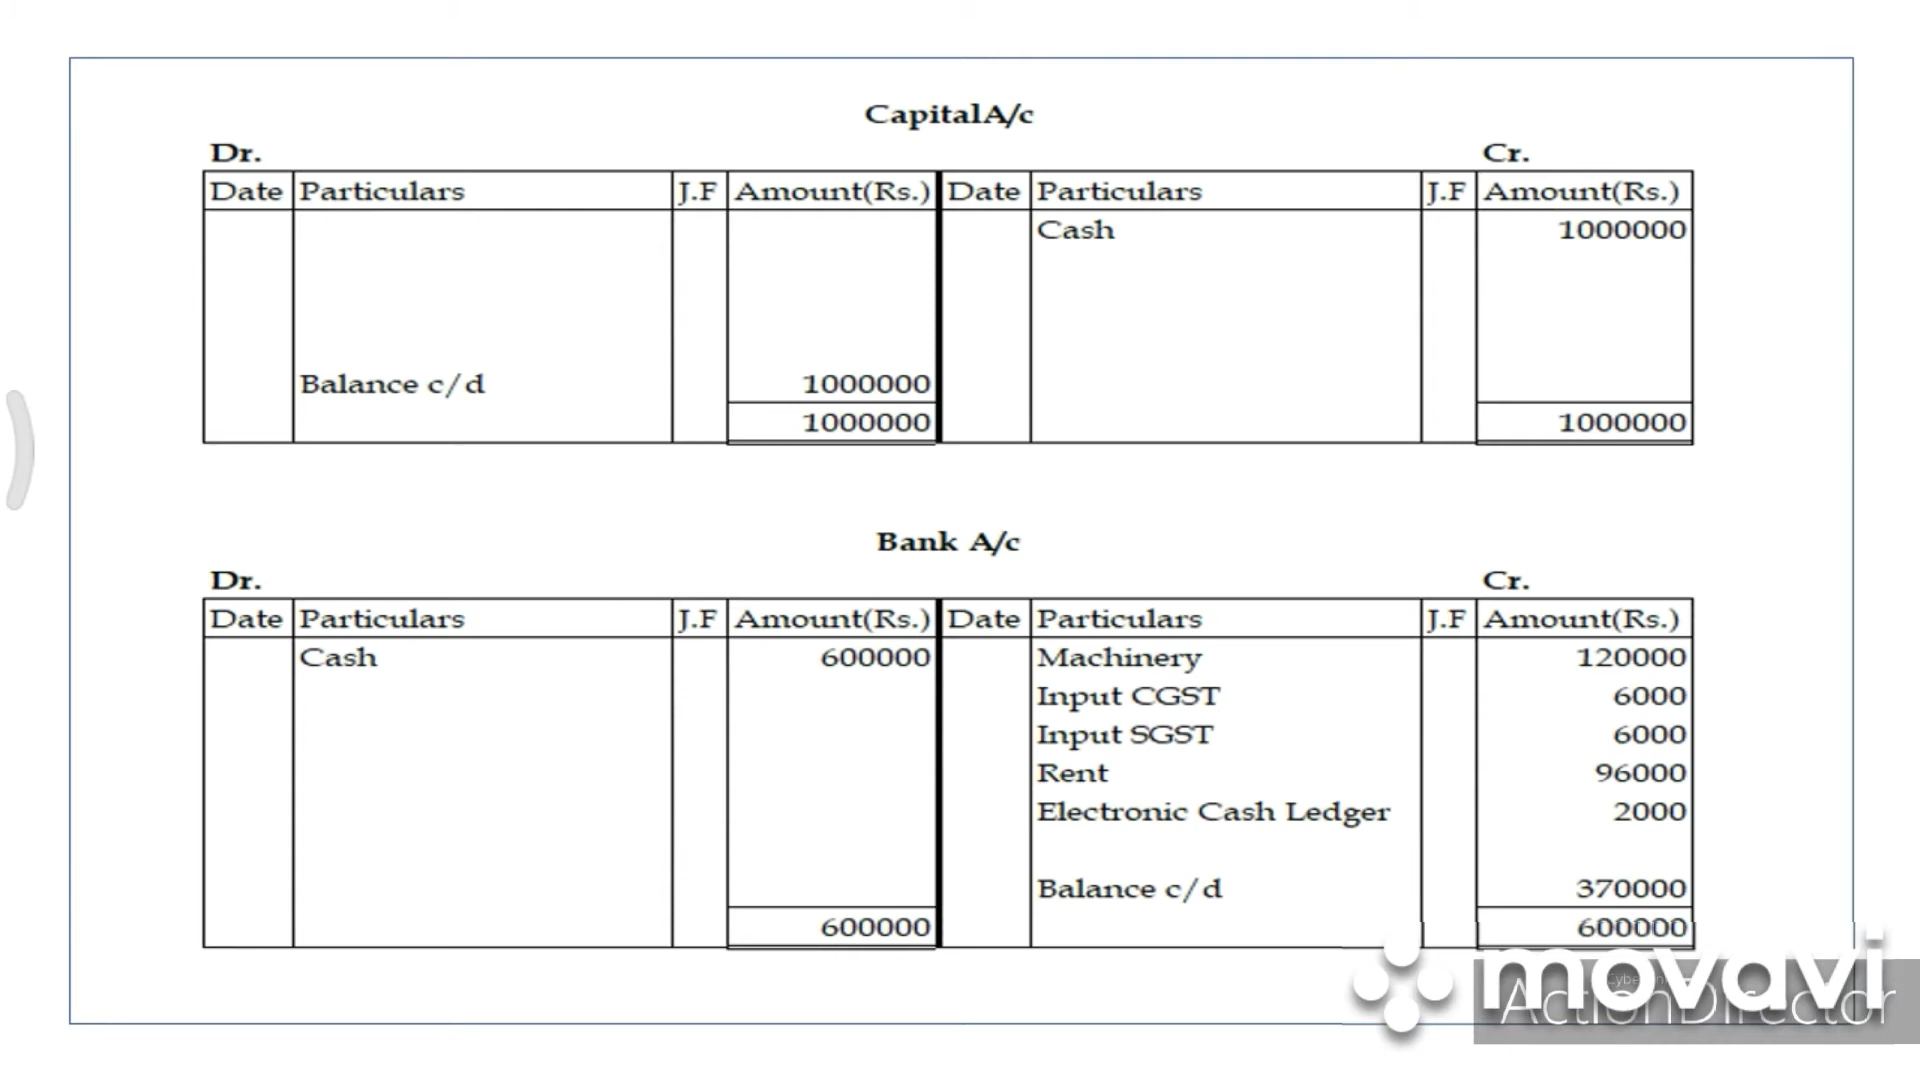 CapitalA/c
Dr. Cr.
Date Particulars J.F Amount(Rs.) Date Particulars J.F Amount(Rs.)
Cash 1000000
Balance c/d 1000000
1000000 1000000
Bank A/c
Dr. Cr.
Date Particulars J.F Amount(Rs.) Date Particulars J.F Amount(Rs.)
Cash 600000 Machinery 120000
Input CGST 6000
Input SGST 6000
Rent 96000
Electronic Cash Ledger 2000
Balance c/d 370000
600000 600000
movavi
ActionDirector